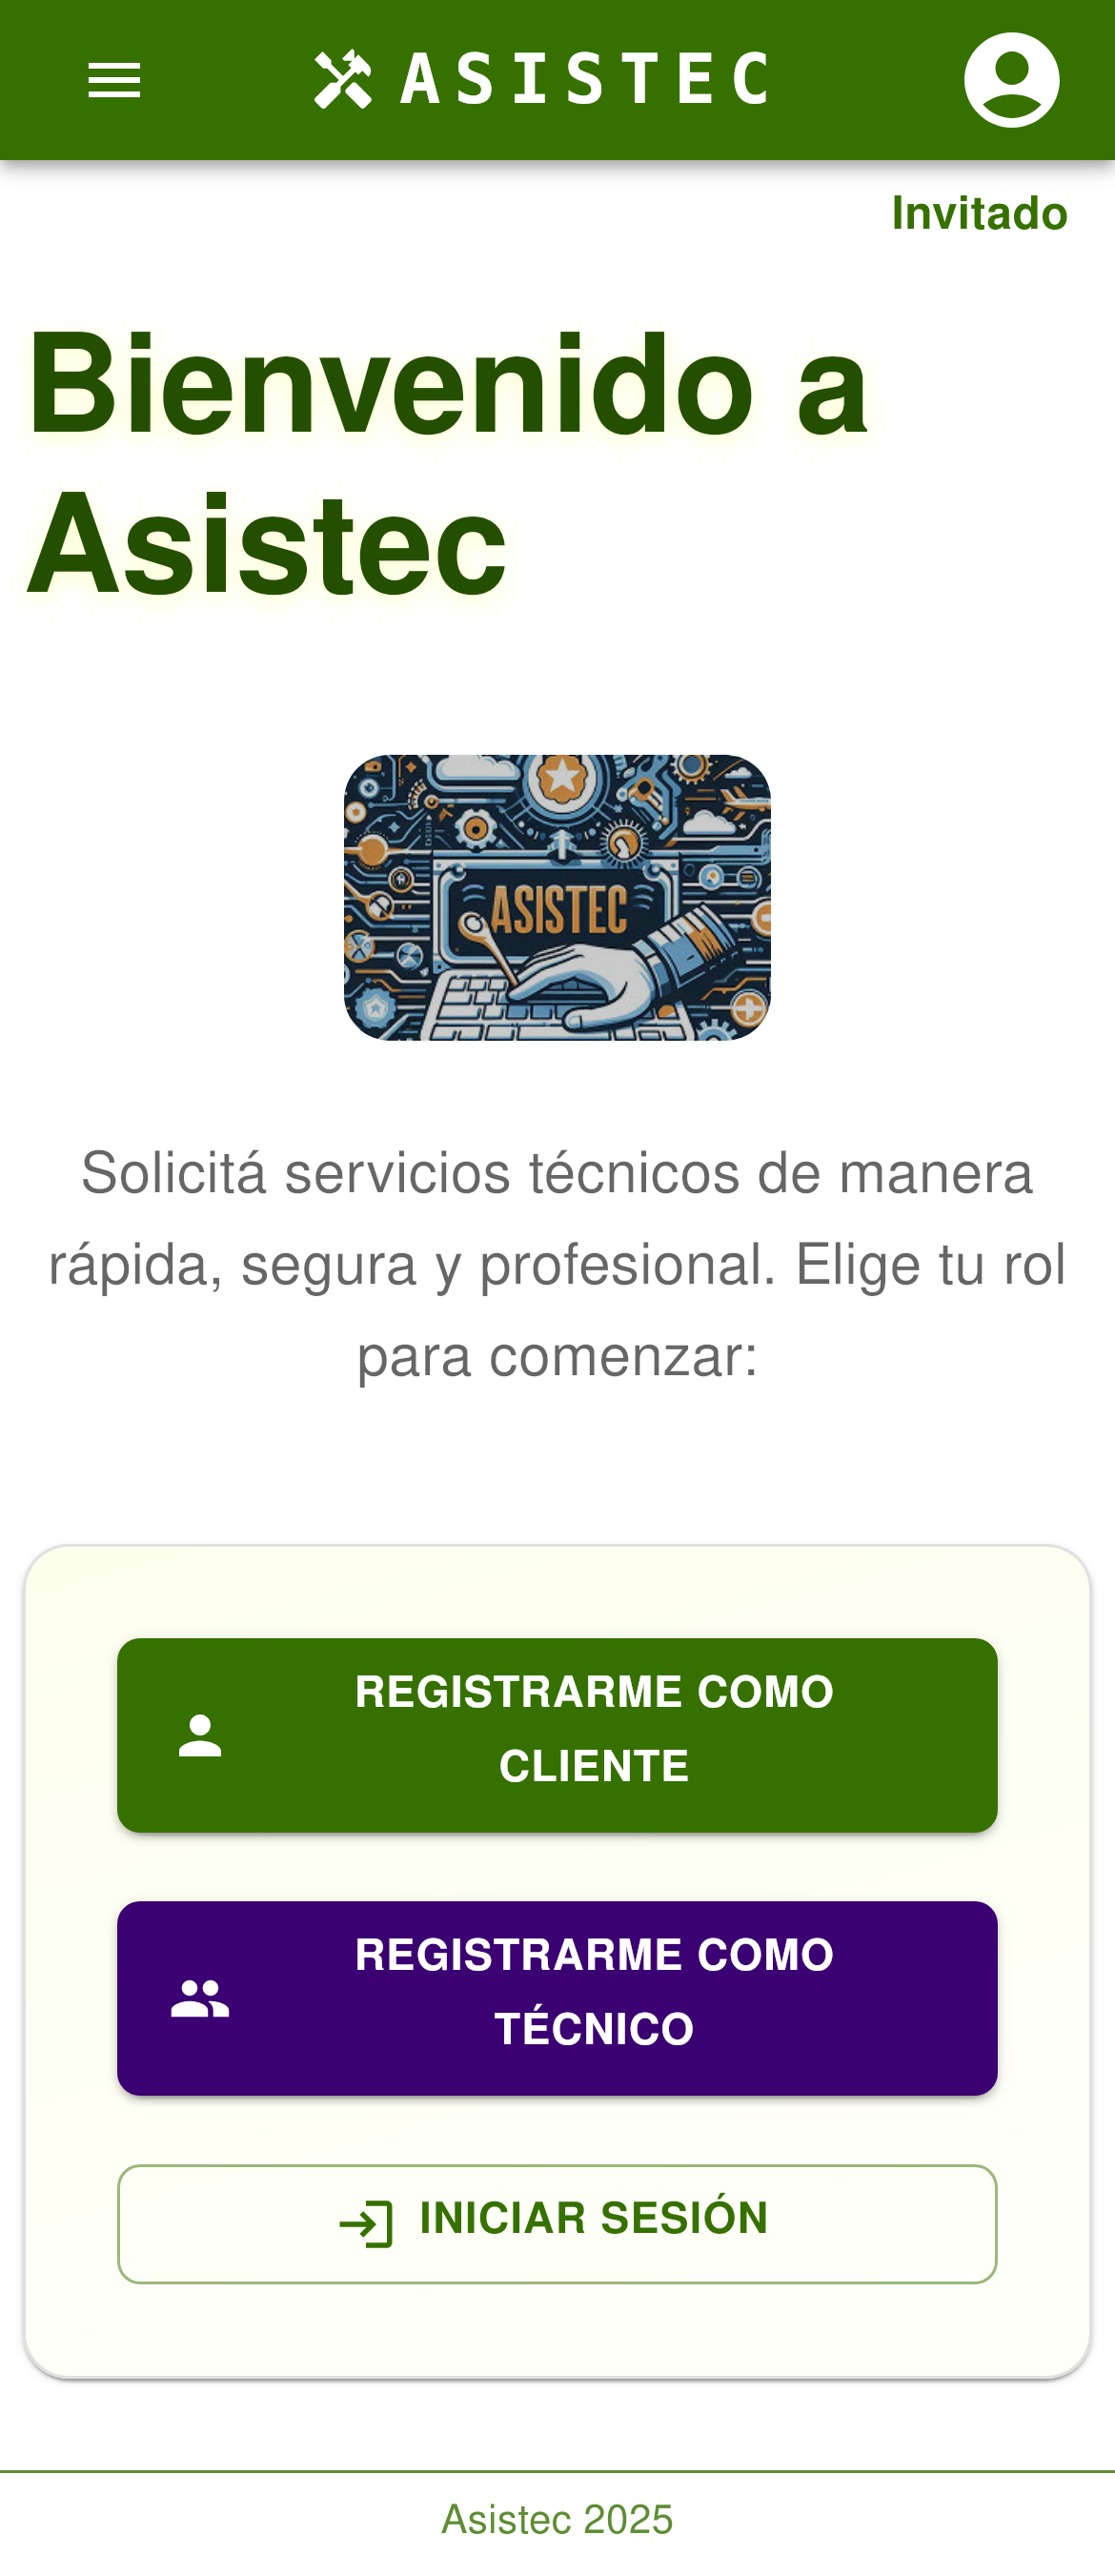 ASISTEC
Invitado
Bienvenido a
Asistec
ASISTEC
Solicitá servicios técnicos de manera
rápida, segura y profesional. Elige tu rol
para comenzar:
REGISTRARME COMO
CLIENTE
REGISTRARME COMO
TÉCNICO
INICIAR SESIÓN
Asistec 2025